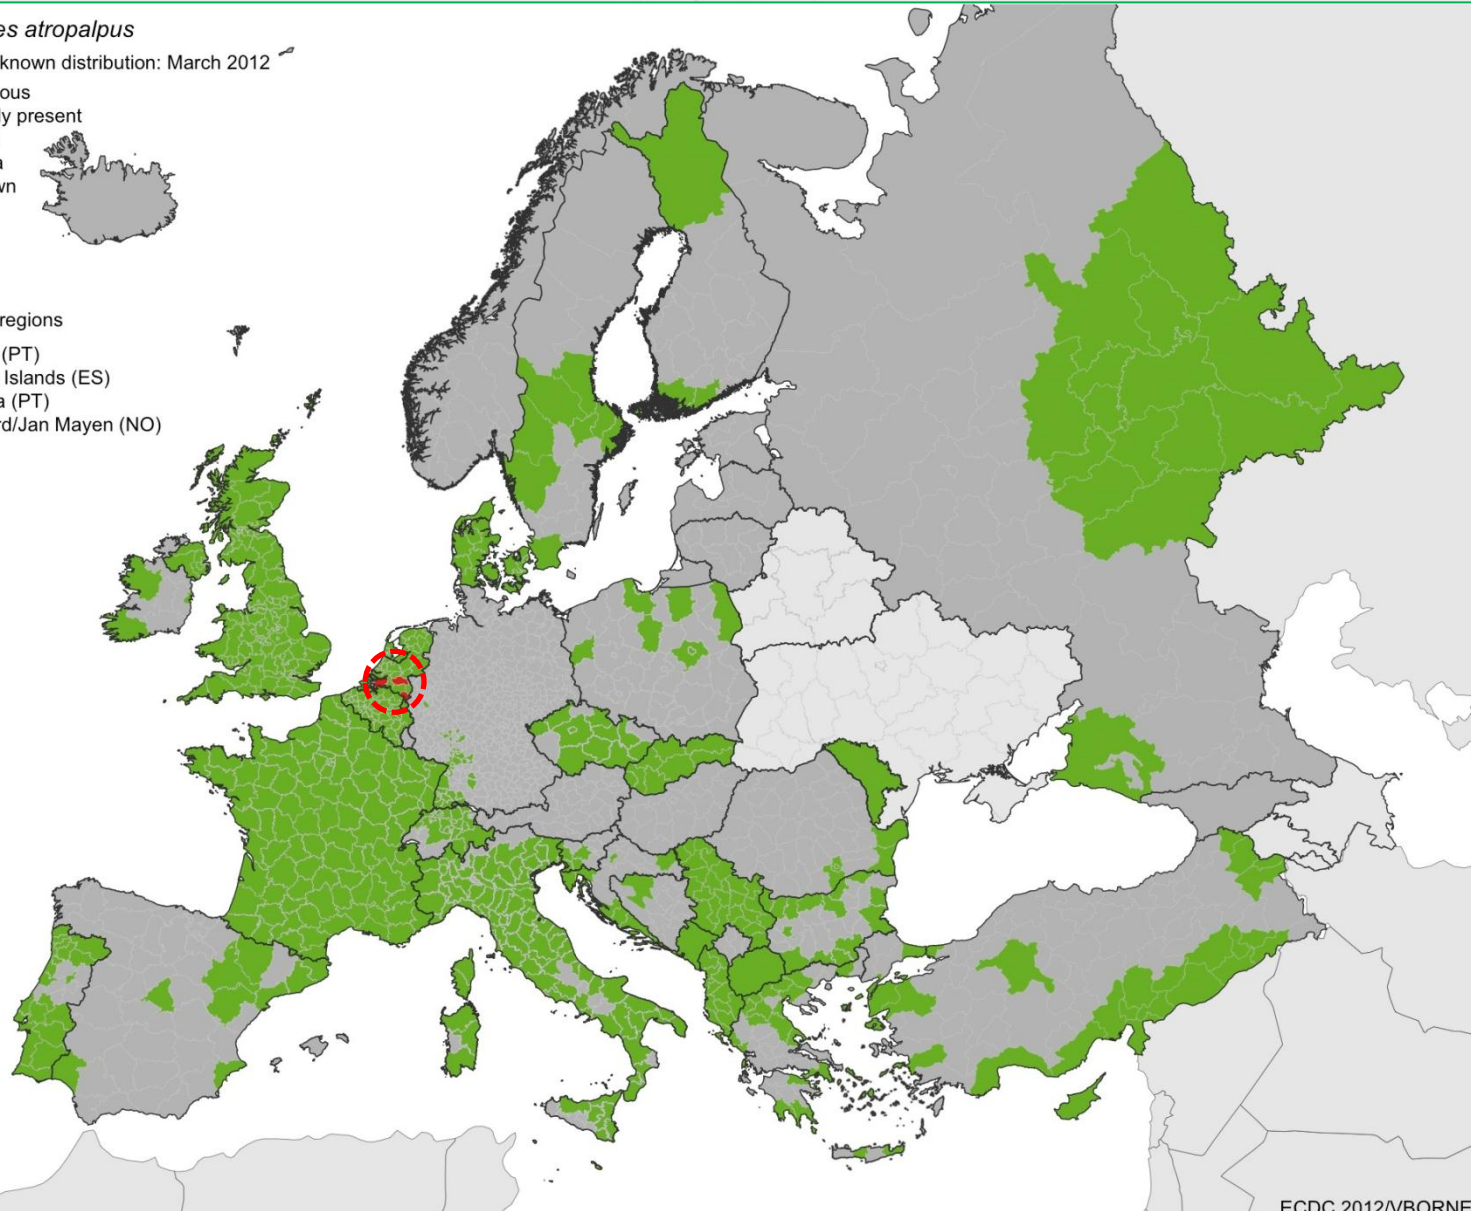 es atropalpus
known distribution: March 2012
ous
ly present
a
wn
regions
(PT)
Islands (ES)
a (PT)
rd/Jan Mayen (NO)
ECDC 2012/VBORNE